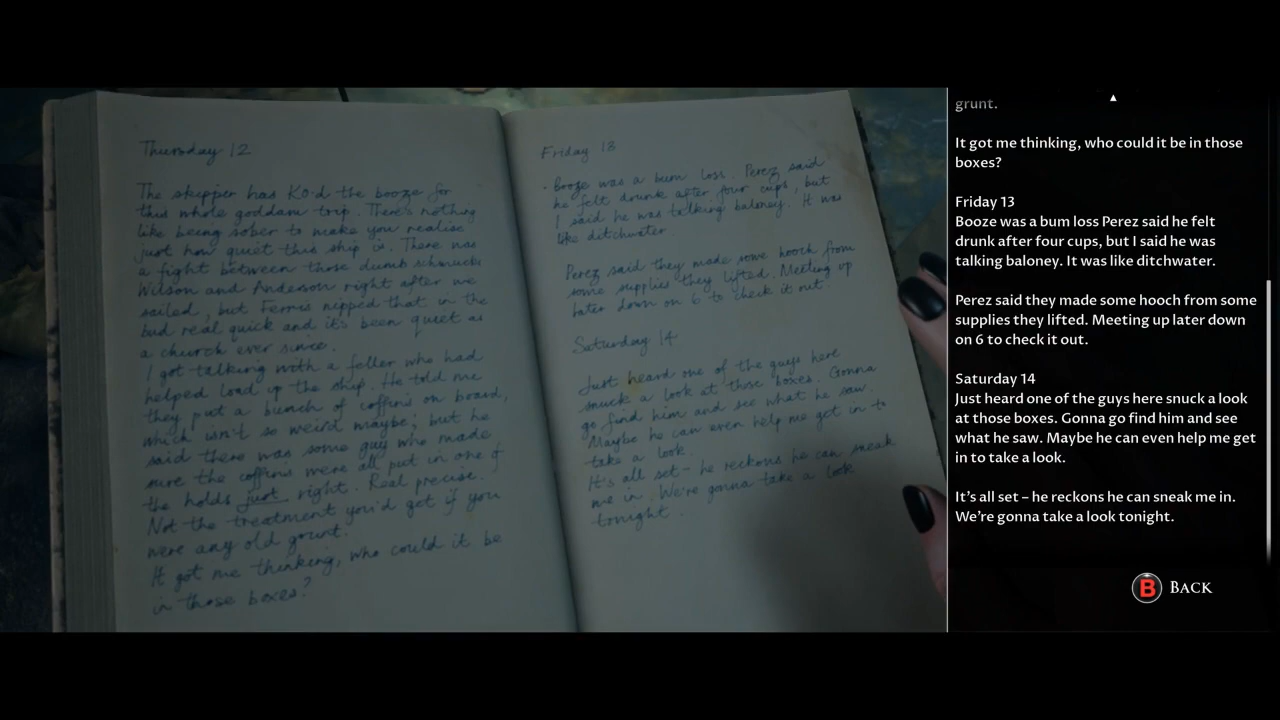 Thursday 12
The skipper has KO'd the booze for
this whole goddam trip. There's nothing
like being sober to make you realise
just how quiet this ship is. There was
a fight between those dumb schmucks
Wilson and Anderson right after we
sailed, but Ferris nipped that in the
bud real quick and it's been quiet as
a church ever since.
I got talking with a feller who had
helped load up the ship. He told me
they put a bunch of coffins on board,
which isn't so weird maybe; but he
said there was some guy who made
sure the coffins were all put in one of
the holds just right. Real precise.
Not the treatment you'd get if you
were any old grunt.
It got me thinking, who could it be
in those boxes?
Friday 13
Booze was a bum loss. Perez said
he felt drunk after four cups, but
I said he was talking baloney. It was
like ditchwater.
Perez said they made some hooch from
some supplies they lifted. Meeting up
later down on 6 to check it out
Saturday 14
Just heard one of the guys here
snuck a look at those boxes. Gonna
go find him and see what he saw.
Maybe he can even help me get in to
take a look.
It's all set - he reckons he can sneak
me in. We're gonna take a look
tonight.
grunt.
It got me thinking, who could it be in those
boxes?
Friday 13
Booze was a bum loss Perez said he felt
drunk after four cups, but I said he was
talking baloney. It was like ditchwater.
Perez said they made some hooch from some
supplies they lifted. Meeting up later down
on 6 to check it out.
Saturday 14
Just heard one of the guys here snuck a look
at those boxes. Gonna go find him and see
what he saw. Maybe he can even help me get
in to take a look.
It's all set – he reckons he can sneak me in.
We're gonna take a look tonight.
B BACK